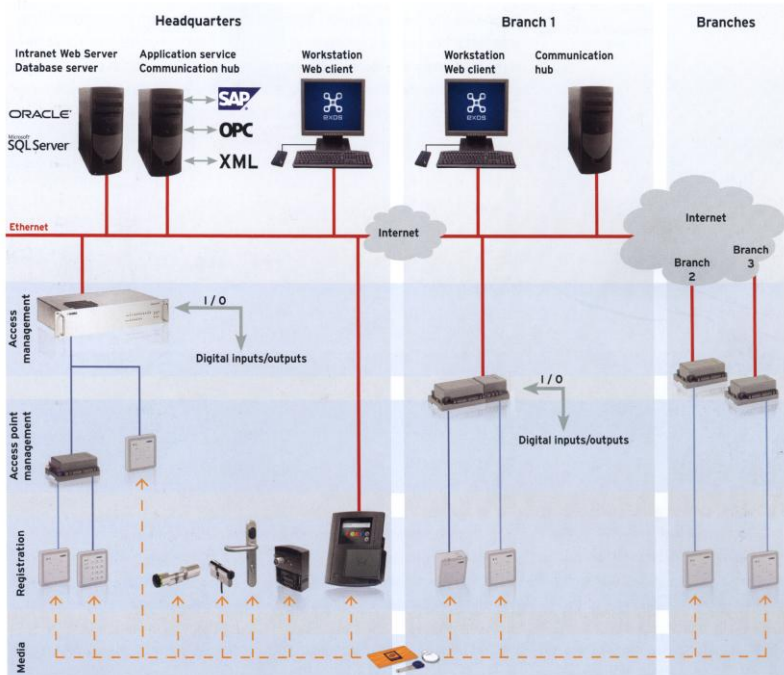 Headquarters
Branch 1
Branches
Intranet Web Server
Database server
Application service
Communication hub
Workstation
Web client
Workstation
Web client
Communication
hub
ORACLE®
SAP
exos
exos
OPC
Microsoft
SQL Server
XML
Ethernet
Internet
Internet
Branch
2
Branch
3
Access
management
I / O
Digital inputs/outputs
I / O
Digital inputs/outputs
Access point
management
Registration
Media